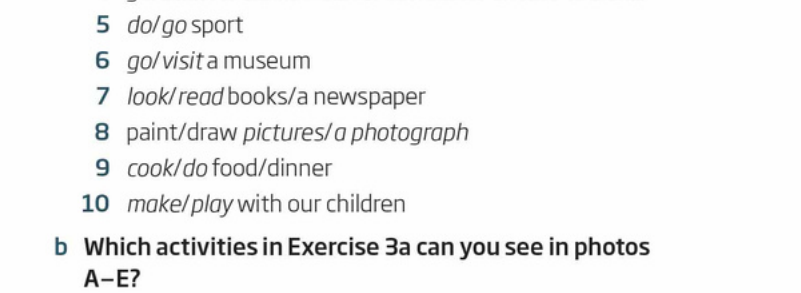 5 do/go sport
6 go/visit a museum
7 look/read books/a newspaper
8 paint/draw pictures/a photograph
9 cook/do food/dinner
10 make/play with our children
b Which activities in Exercise 3a can you see in photos
A–E?